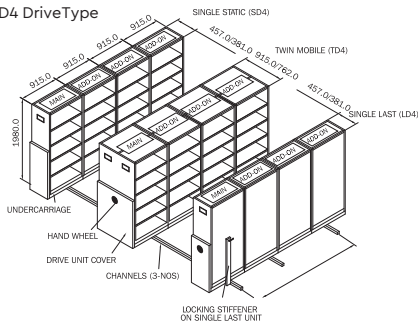 D4 DriveType
SINGLE STATIC (SD4)
915.0
915.0
915.0
915.0
457.0/381.0
915.0/762.0
TWIN MOBILE (TD4)
457.0/381.0
SINGLE LAST (LD4)
1980.0
MAIN
ADD-ON
ADD-ON
ADD-ON
MAIN
ADD-ON
ADD-ON
ADD-ON
MAIN
ADD-ON
ADD-ON
ADD-ON
UNDERCARRIAGE
HAND WHEEL
DRIVE UNIT COVER
CHANNELS (3-NOS)
LOCKING STIFFENER
ON SINGLE LAST UNIT